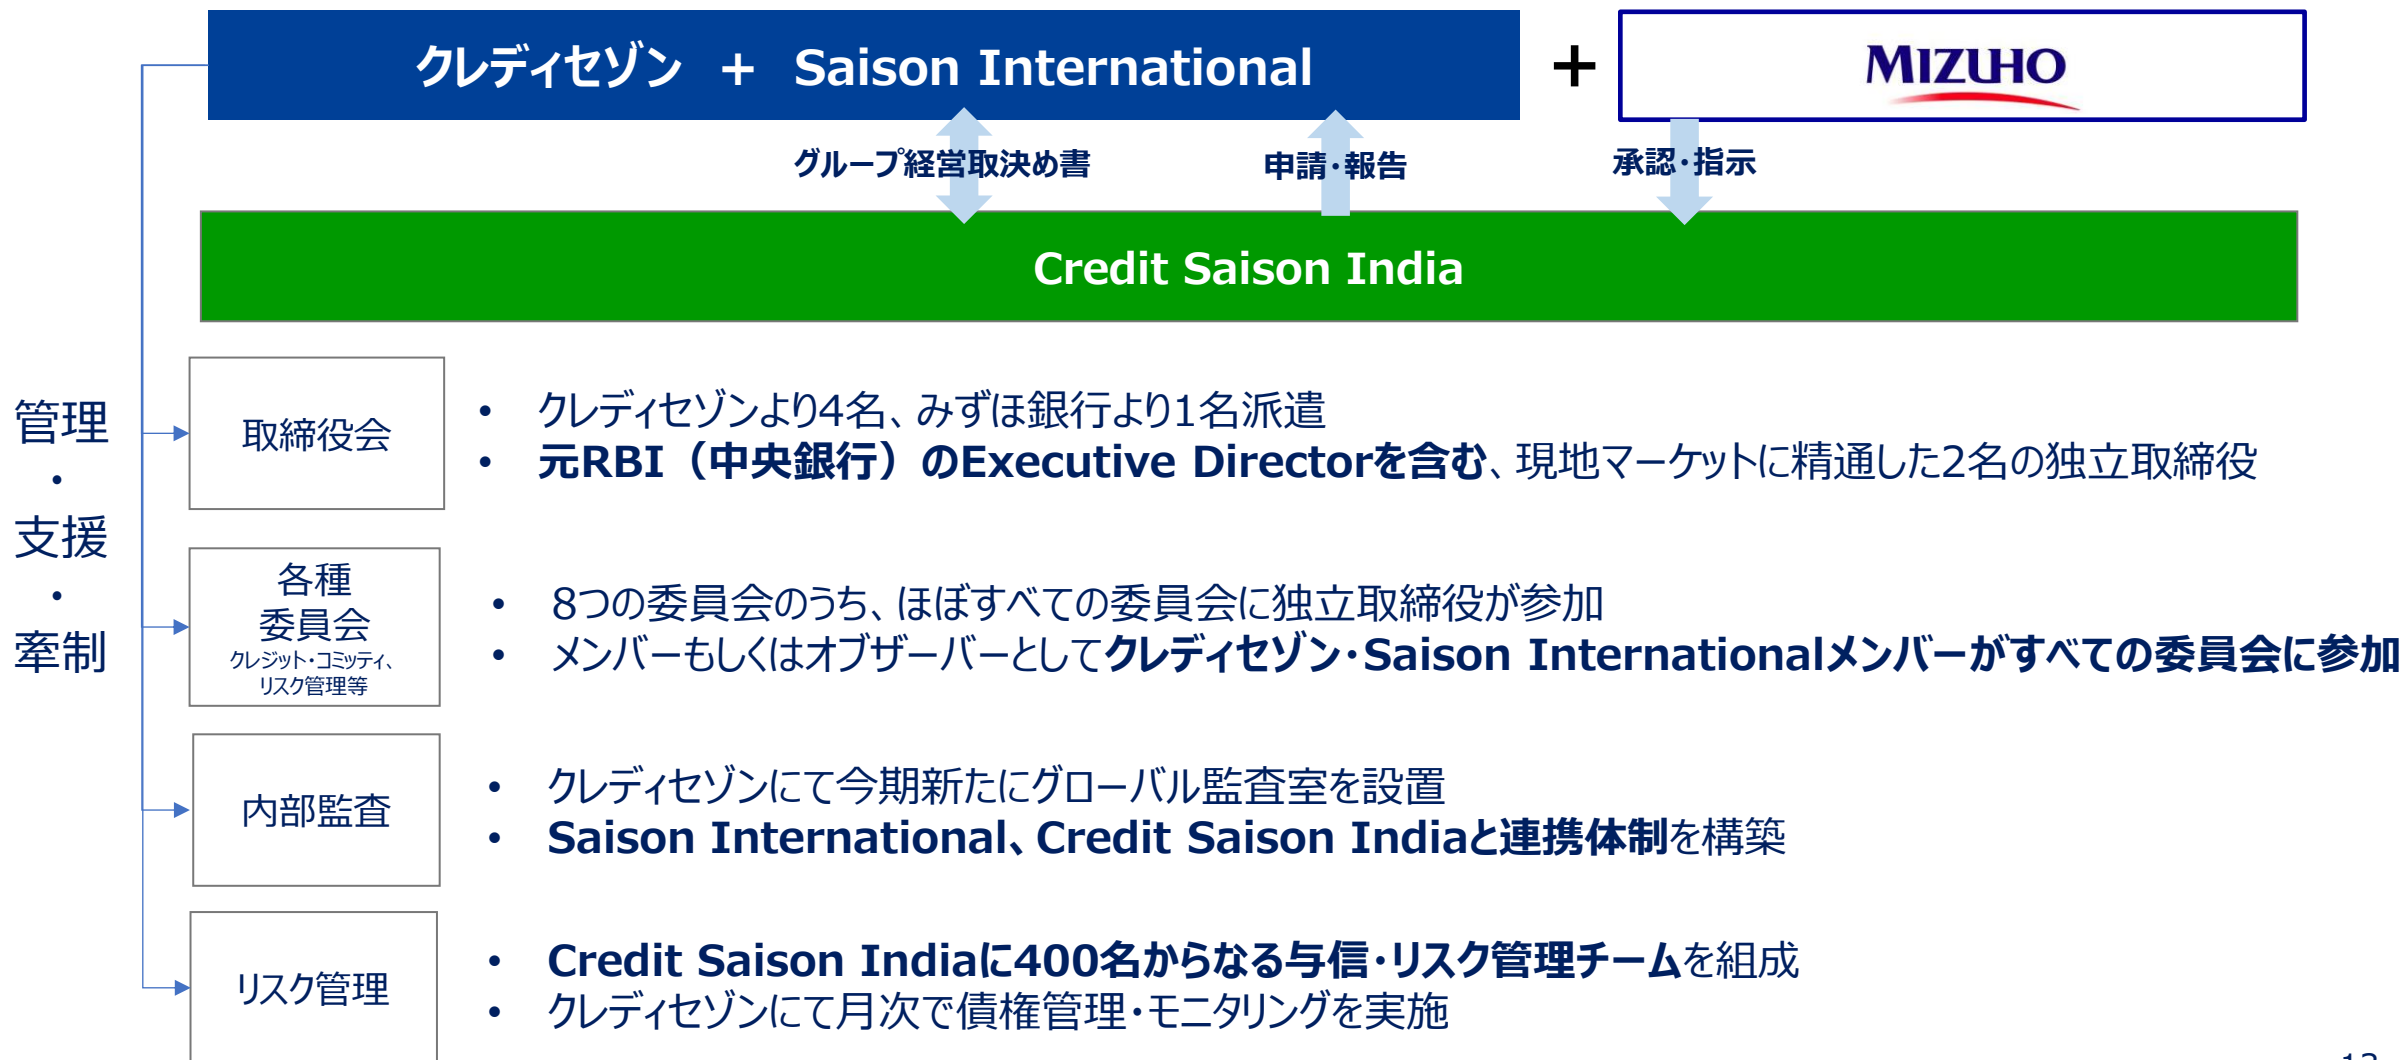 クレディセゾン + Saison International
+
MIZUHO
グループ経営取決め書
申請・報告
承認・指示
Credit Saison India
管理
・
支援
・
牽制
取締役会
• クレディセゾンより4名、みずほ銀行より1名派遣
• 元RBI（中央銀行）のExecutive Directorを含む、現地マーケットに精通した2名の独立取締役
各種
委員会
クレジット・コミッティ、
リスク管理等
• 8つの委員会のうち、ほぼすべての委員会に独立取締役が参加
• メンバーもしくはオブザーバーとしてクレディセゾン・Saison Internationalメンバーがすべての委員会に参加
内部監査
• クレディセゾンにて今期新たにグローバル監査室を設置
• Saison International、Credit Saison Indiaと連携体制を構築
リスク管理
• Credit Saison Indiaに400名からなる与信・リスク管理チームを組成
• クレディセゾンにて月次で債権管理・モニタリングを実施